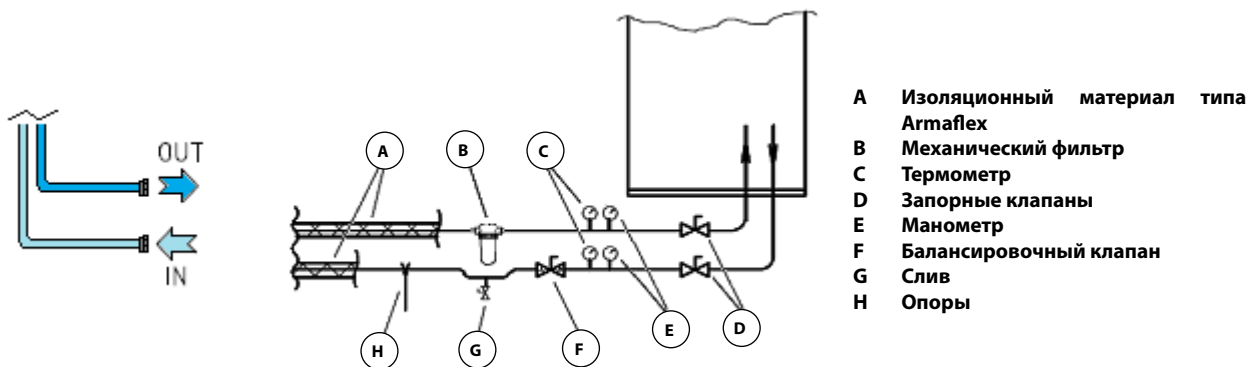 OUT
IN
A
B
C
H
G
F
E
D
A Изоляционный материал типа
Armaflex
B Механический фильтр
C Термометр
D Запорные клапаны
E Манометр
F Балансировочный клапан
G Слив
H Опоры